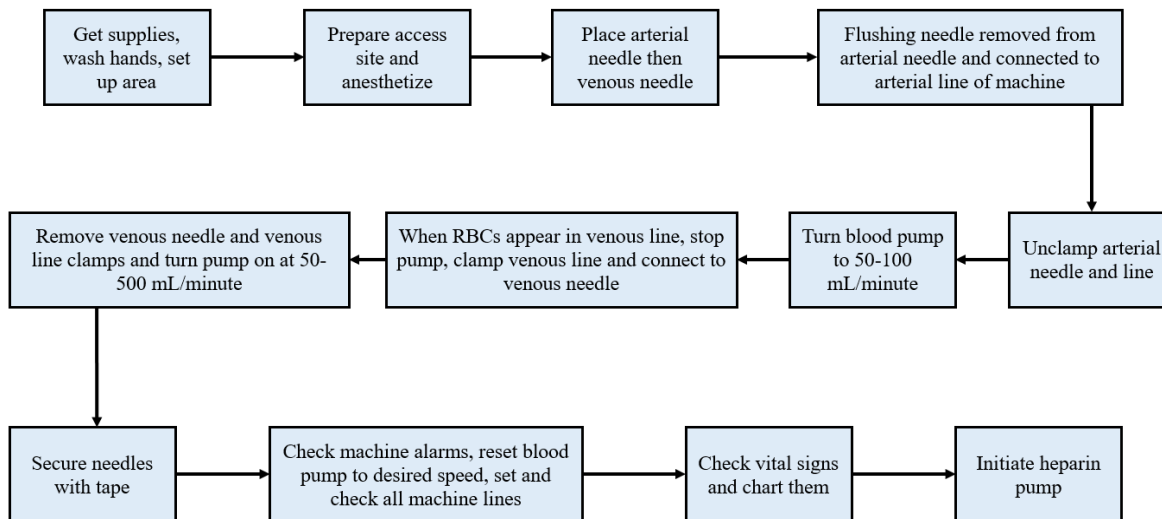 Get supplies,
wash hands, set
up area
Prepare access
site and
anesthetize
Place arterial
needle then
venous needle
Flushing needle removed from
arterial needle and connected to
arterial line of machine
Unclamp arterial
needle and line
Turn blood pump
to 50-100
mL/minute
When RBCs appear in venous line, stop
pump, clamp venous line and connect to
venous needle
Remove venous needle and venous
line clamps and turn pump on at 50-
500 mL/minute
Secure needles
with tape
Check machine alarms, reset blood
pump to desired speed, set and
check all machine lines
Check vital signs
and chart them
Initiate heparin
pump